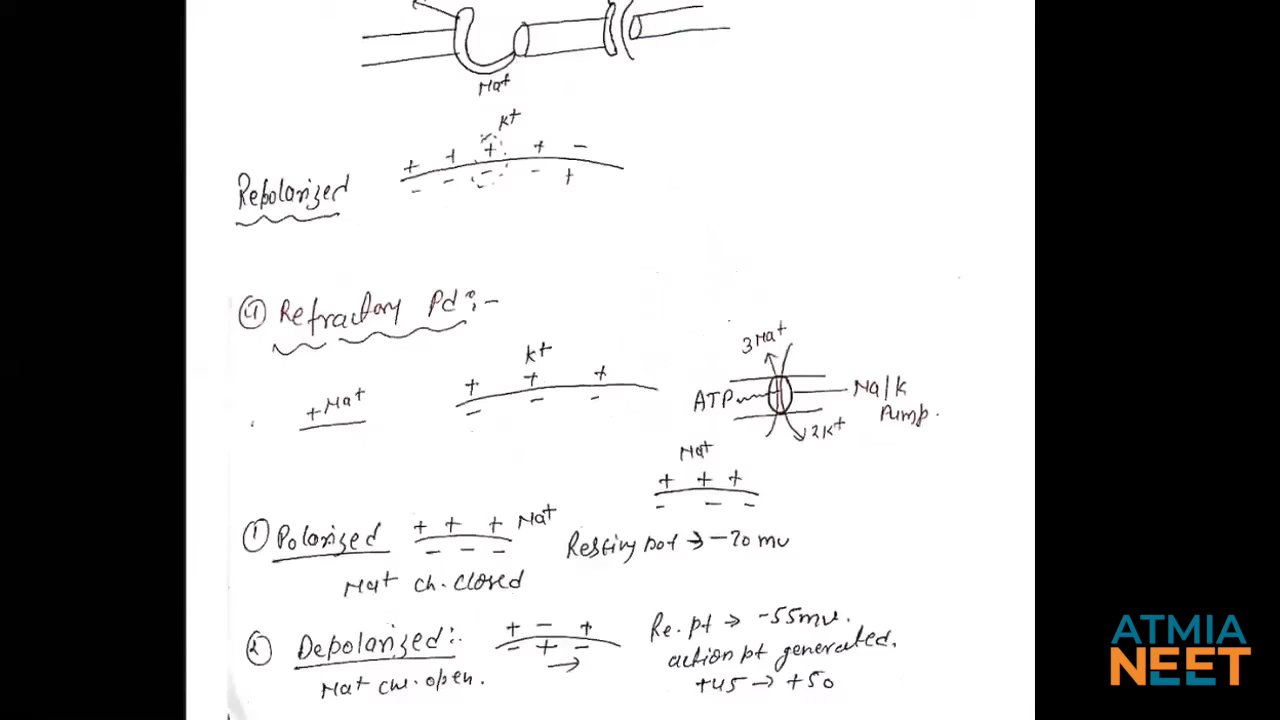 Na+
K+
+ + + + -
- - - - +
Repolarized
④ Refractory Pd:-
3Na+
K+
+ + +
- - -
+Na+
ATP
Na/K
Pump.
2K+
Na+
+ + +
- - -
① Polarized
+ + + Na+
- - -
Resting pot → -70 mv
Na+ ch. closed
② Depolarized:
+ - +
- + -
→
Re. pt → -55mv.
action pt generated.
Na+ ch. open.
+45 → +50
ATMIA
NEET